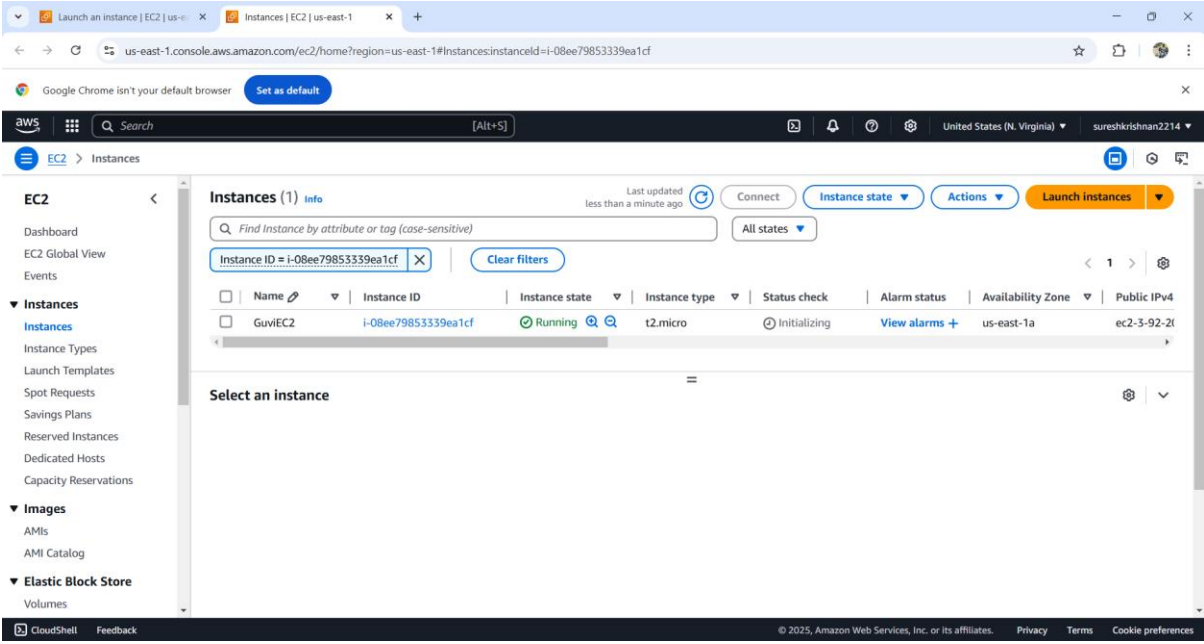 Launch an instance | EC2 | us-e
Instances | EC2 | us-east-1
us-east-1.console.aws.amazon.com/ec2/home?region=us-east-1#Instances:instanceId=i-08ee79853339ea1cf
Google Chrome isn't your default browser Set as default
aws Search [Alt+S] United States (N. Virginia) sureshkrishnan2214
EC2 > Instances
EC2
Dashboard
EC2 Global View
Events
Instances
Instances
Instance Types
Launch Templates
Spot Requests
Savings Plans
Reserved Instances
Dedicated Hosts
Capacity Reservations
Images
AMIs
AMI Catalog
Elastic Block Store
Volumes
Instances (1) Info
Last updated
less than a minute ago
Connect Instance state Actions Launch instances
Find Instance by attribute or tag (case-sensitive) All states
Instance ID = i-08ee79853339ea1cf Clear filters 1
Name Instance ID Instance state Instance type Status check Alarm status Availability Zone Public IPv4
GuviEC2 i-08ee79853339ea1cf Running t2.micro Initializing View alarms + us-east-1a ec2-3-92-20
Select an instance
CloudShell Feedback © 2025, Amazon Web Services, Inc. or its affiliates. Privacy Terms Cookie preferences